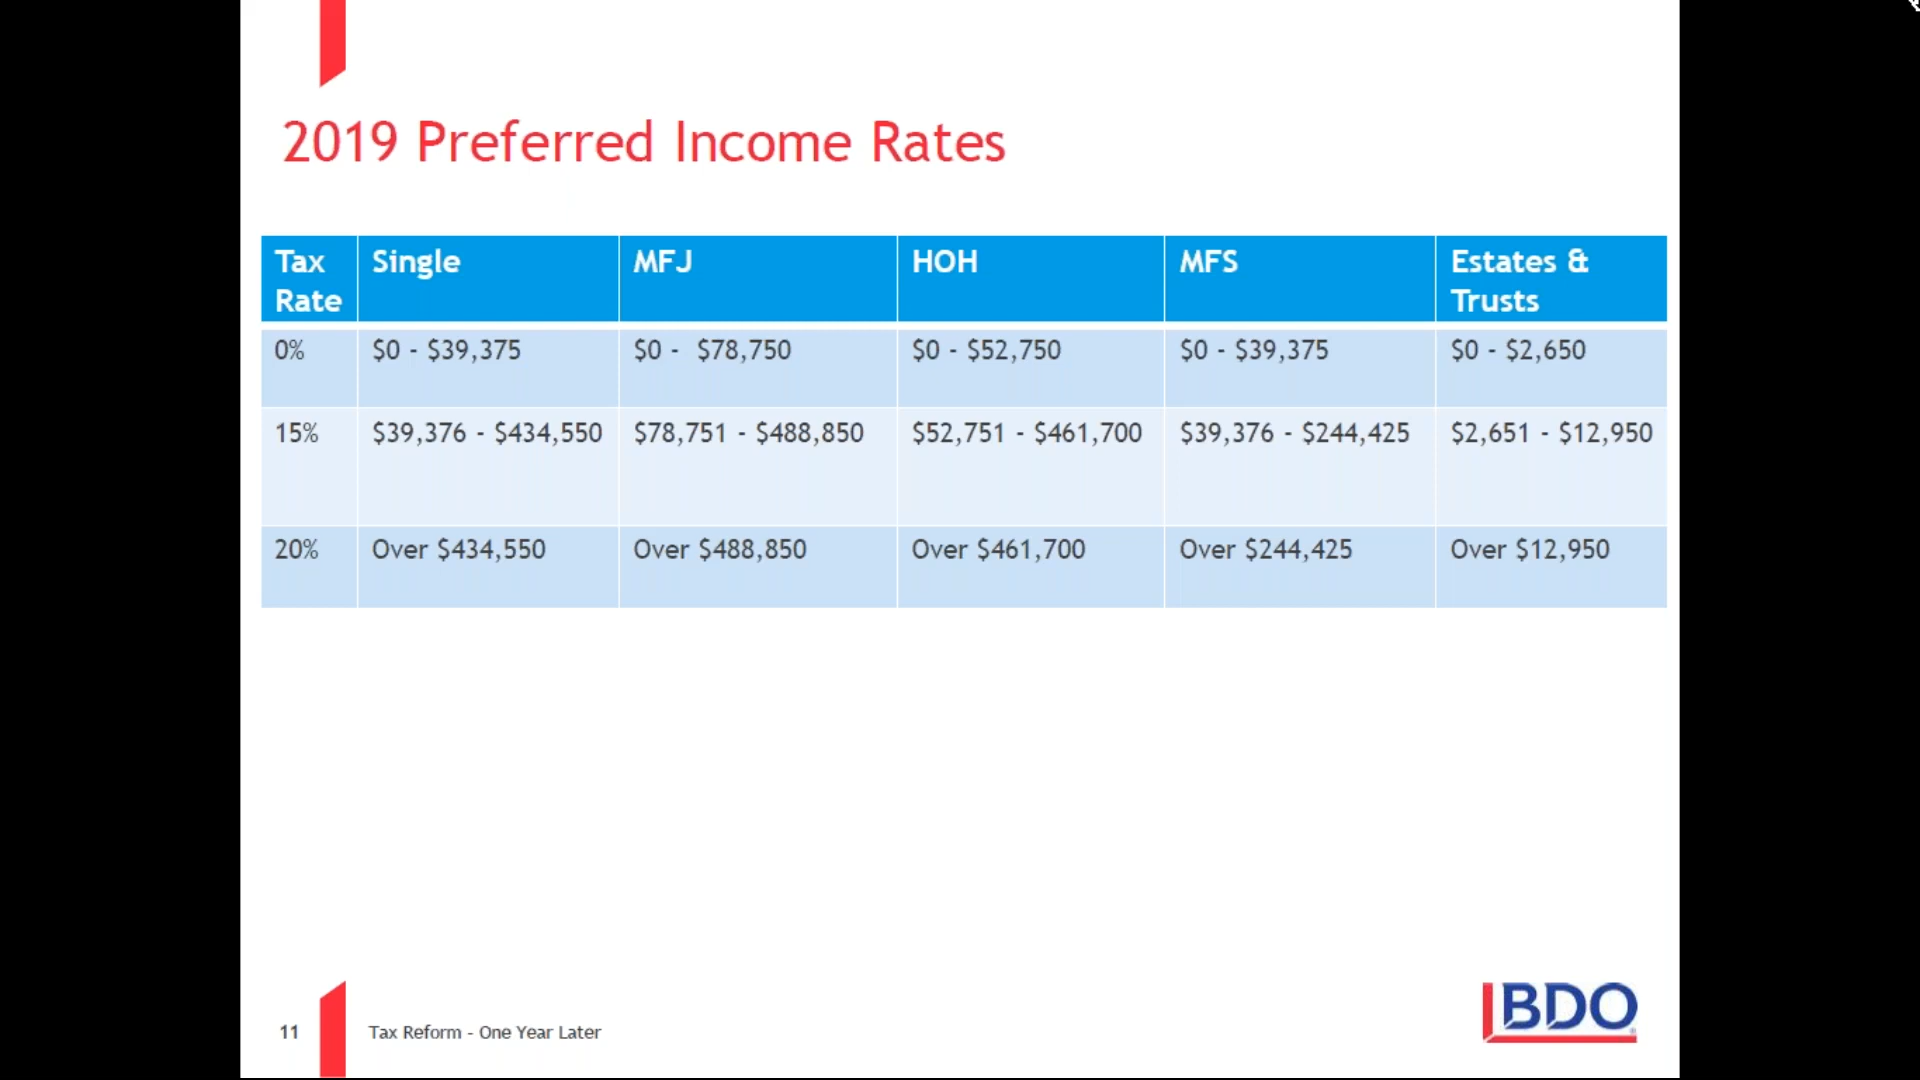 2019 Preferred Income Rates
Tax Rate Single MFJ HOH MFS Estates & Trusts
0% $0 - $39,375 $0 - $78,750 $0 - $52,750 $0 - $39,375 $0 - $2,650
15% $39,376 - $434,550 $78,751 - $488,850 $52,751 - $461,700 $39,376 - $244,425 $2,651 - $12,950
20% Over $434,550 Over $488,850 Over $461,700 Over $244,425 Over $12,950
11 Tax Reform - One Year Later
BDO